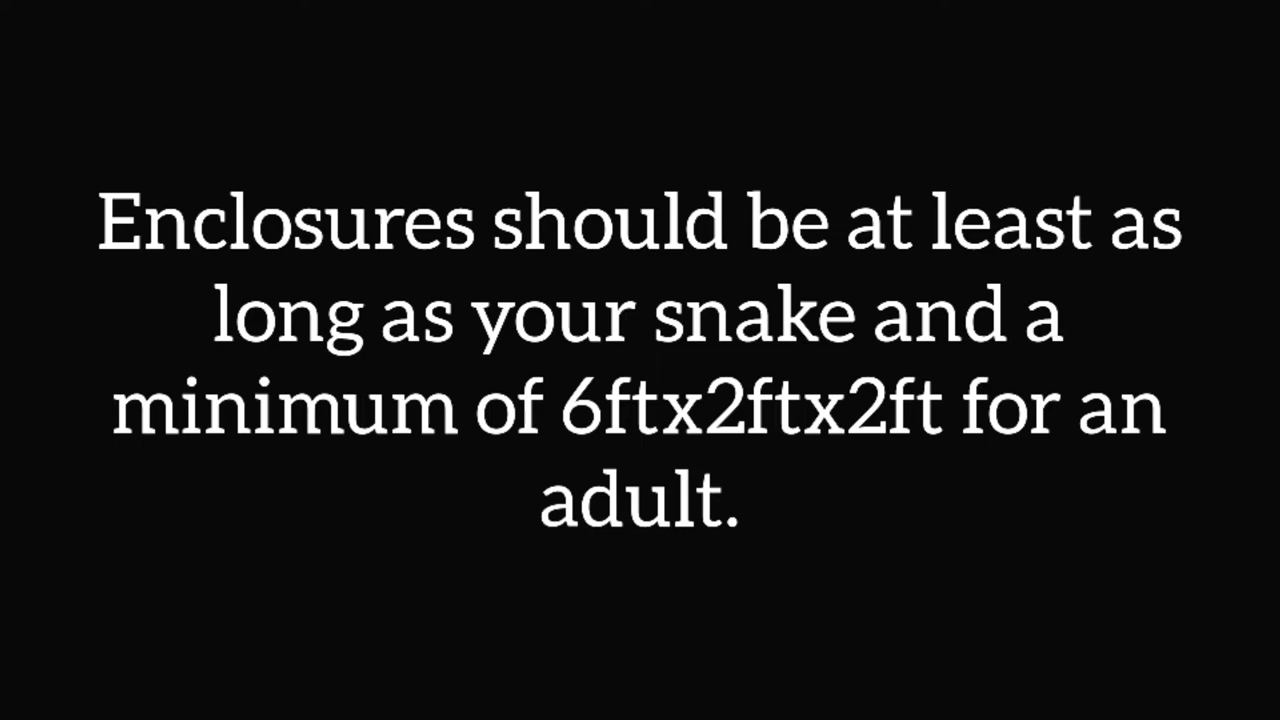 Enclosures should be at least as
long as your snake and a
minimum of 6ftx2ftx2ft for an
adult.